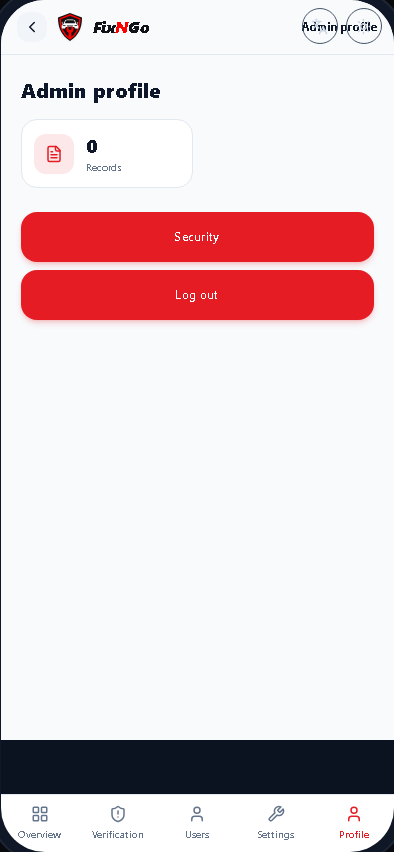 FixNGo
Admin profile
Admin profile
0
Records
Security
Log out
Overview
Verification
Users
Settings
Profile